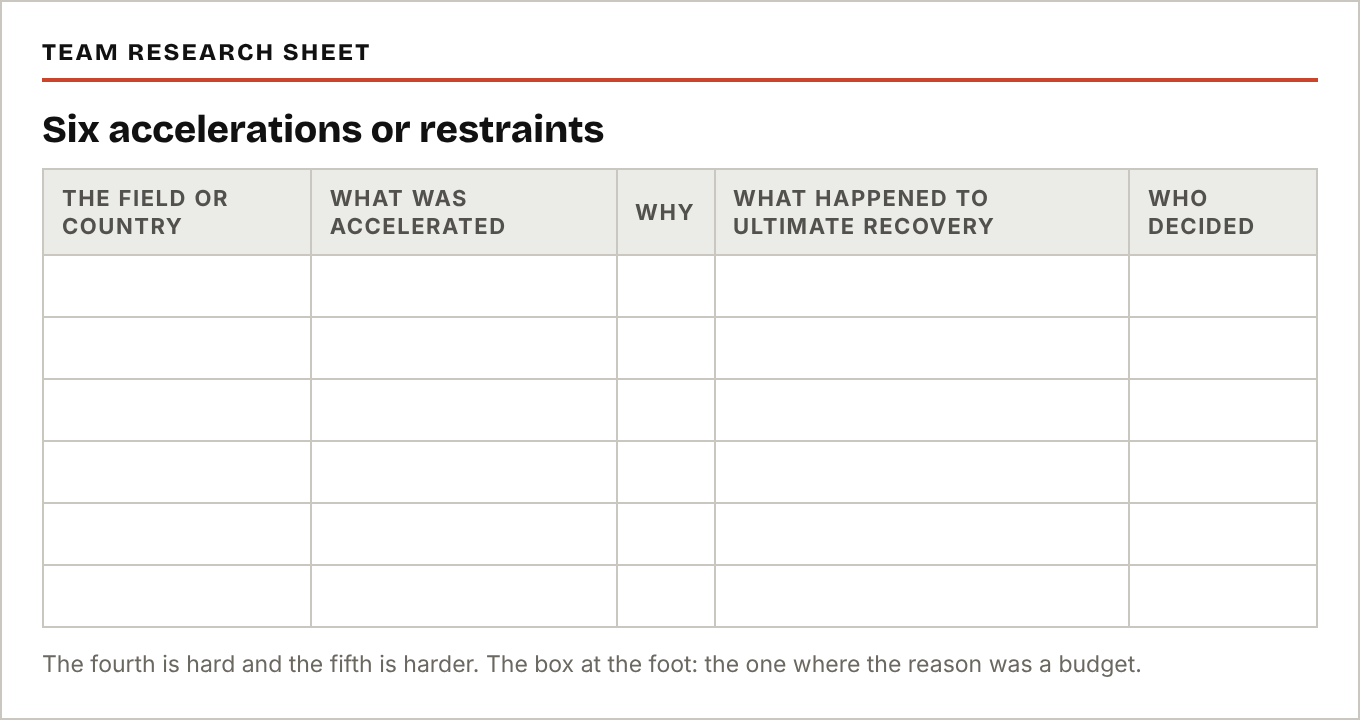 TEAM RESEARCH SHEET
Six accelerations or restraints
THE FIELD OR
COUNTRY
WHAT WAS
ACCELERATED
WHY
WHAT HAPPENED TO
ULTIMATE RECOVERY
WHO
DECIDED
The fourth is hard and the fifth is harder. The box at the foot: the one where the reason was a budget.